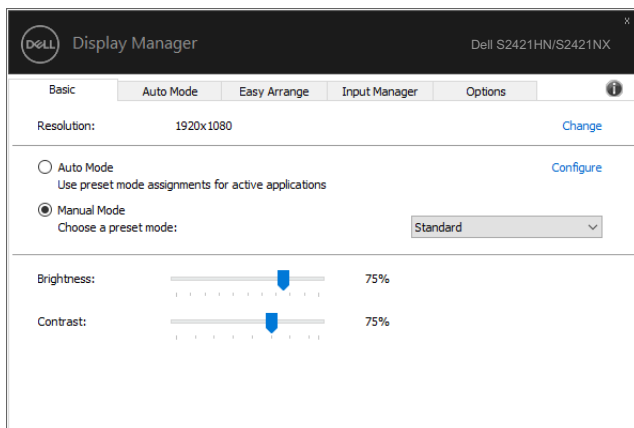 x
DELL Display Manager Dell S2421HN/S2421NX
Basic Auto Mode Easy Arrange Input Manager Options i
Resolution: 1920x1080 Change
Auto Mode Configure
Use preset mode assignments for active applications
Manual Mode
Choose a preset mode: Standard
Brightness: 75%
Contrast: 75%